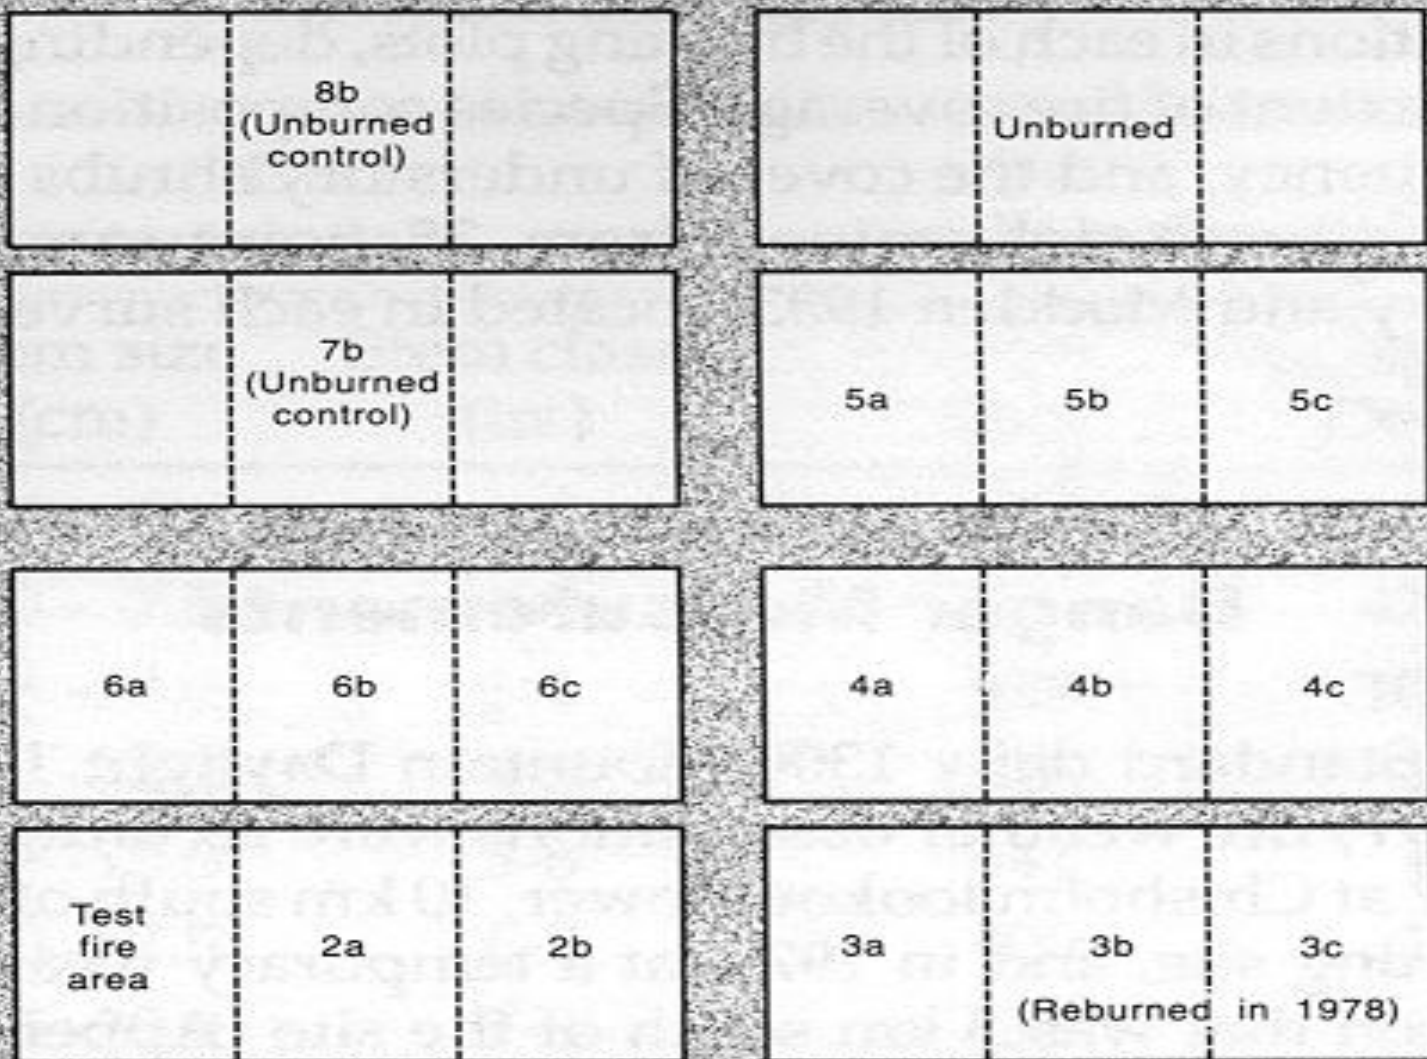 8b
(Unburned
control)
Unburned
7b
(Unburned
control)
5a 5b 5c
6a 6b 6c
4a 4b 4c
Test
fire
area
2a 2b
3a 3b 3c
(Reburned in 1978)